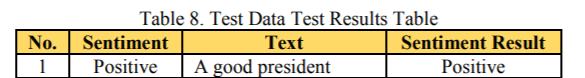 Table 8. Test Data Test Results Table
No. Sentiment Text Sentiment Result
1 Positive A good president Positive